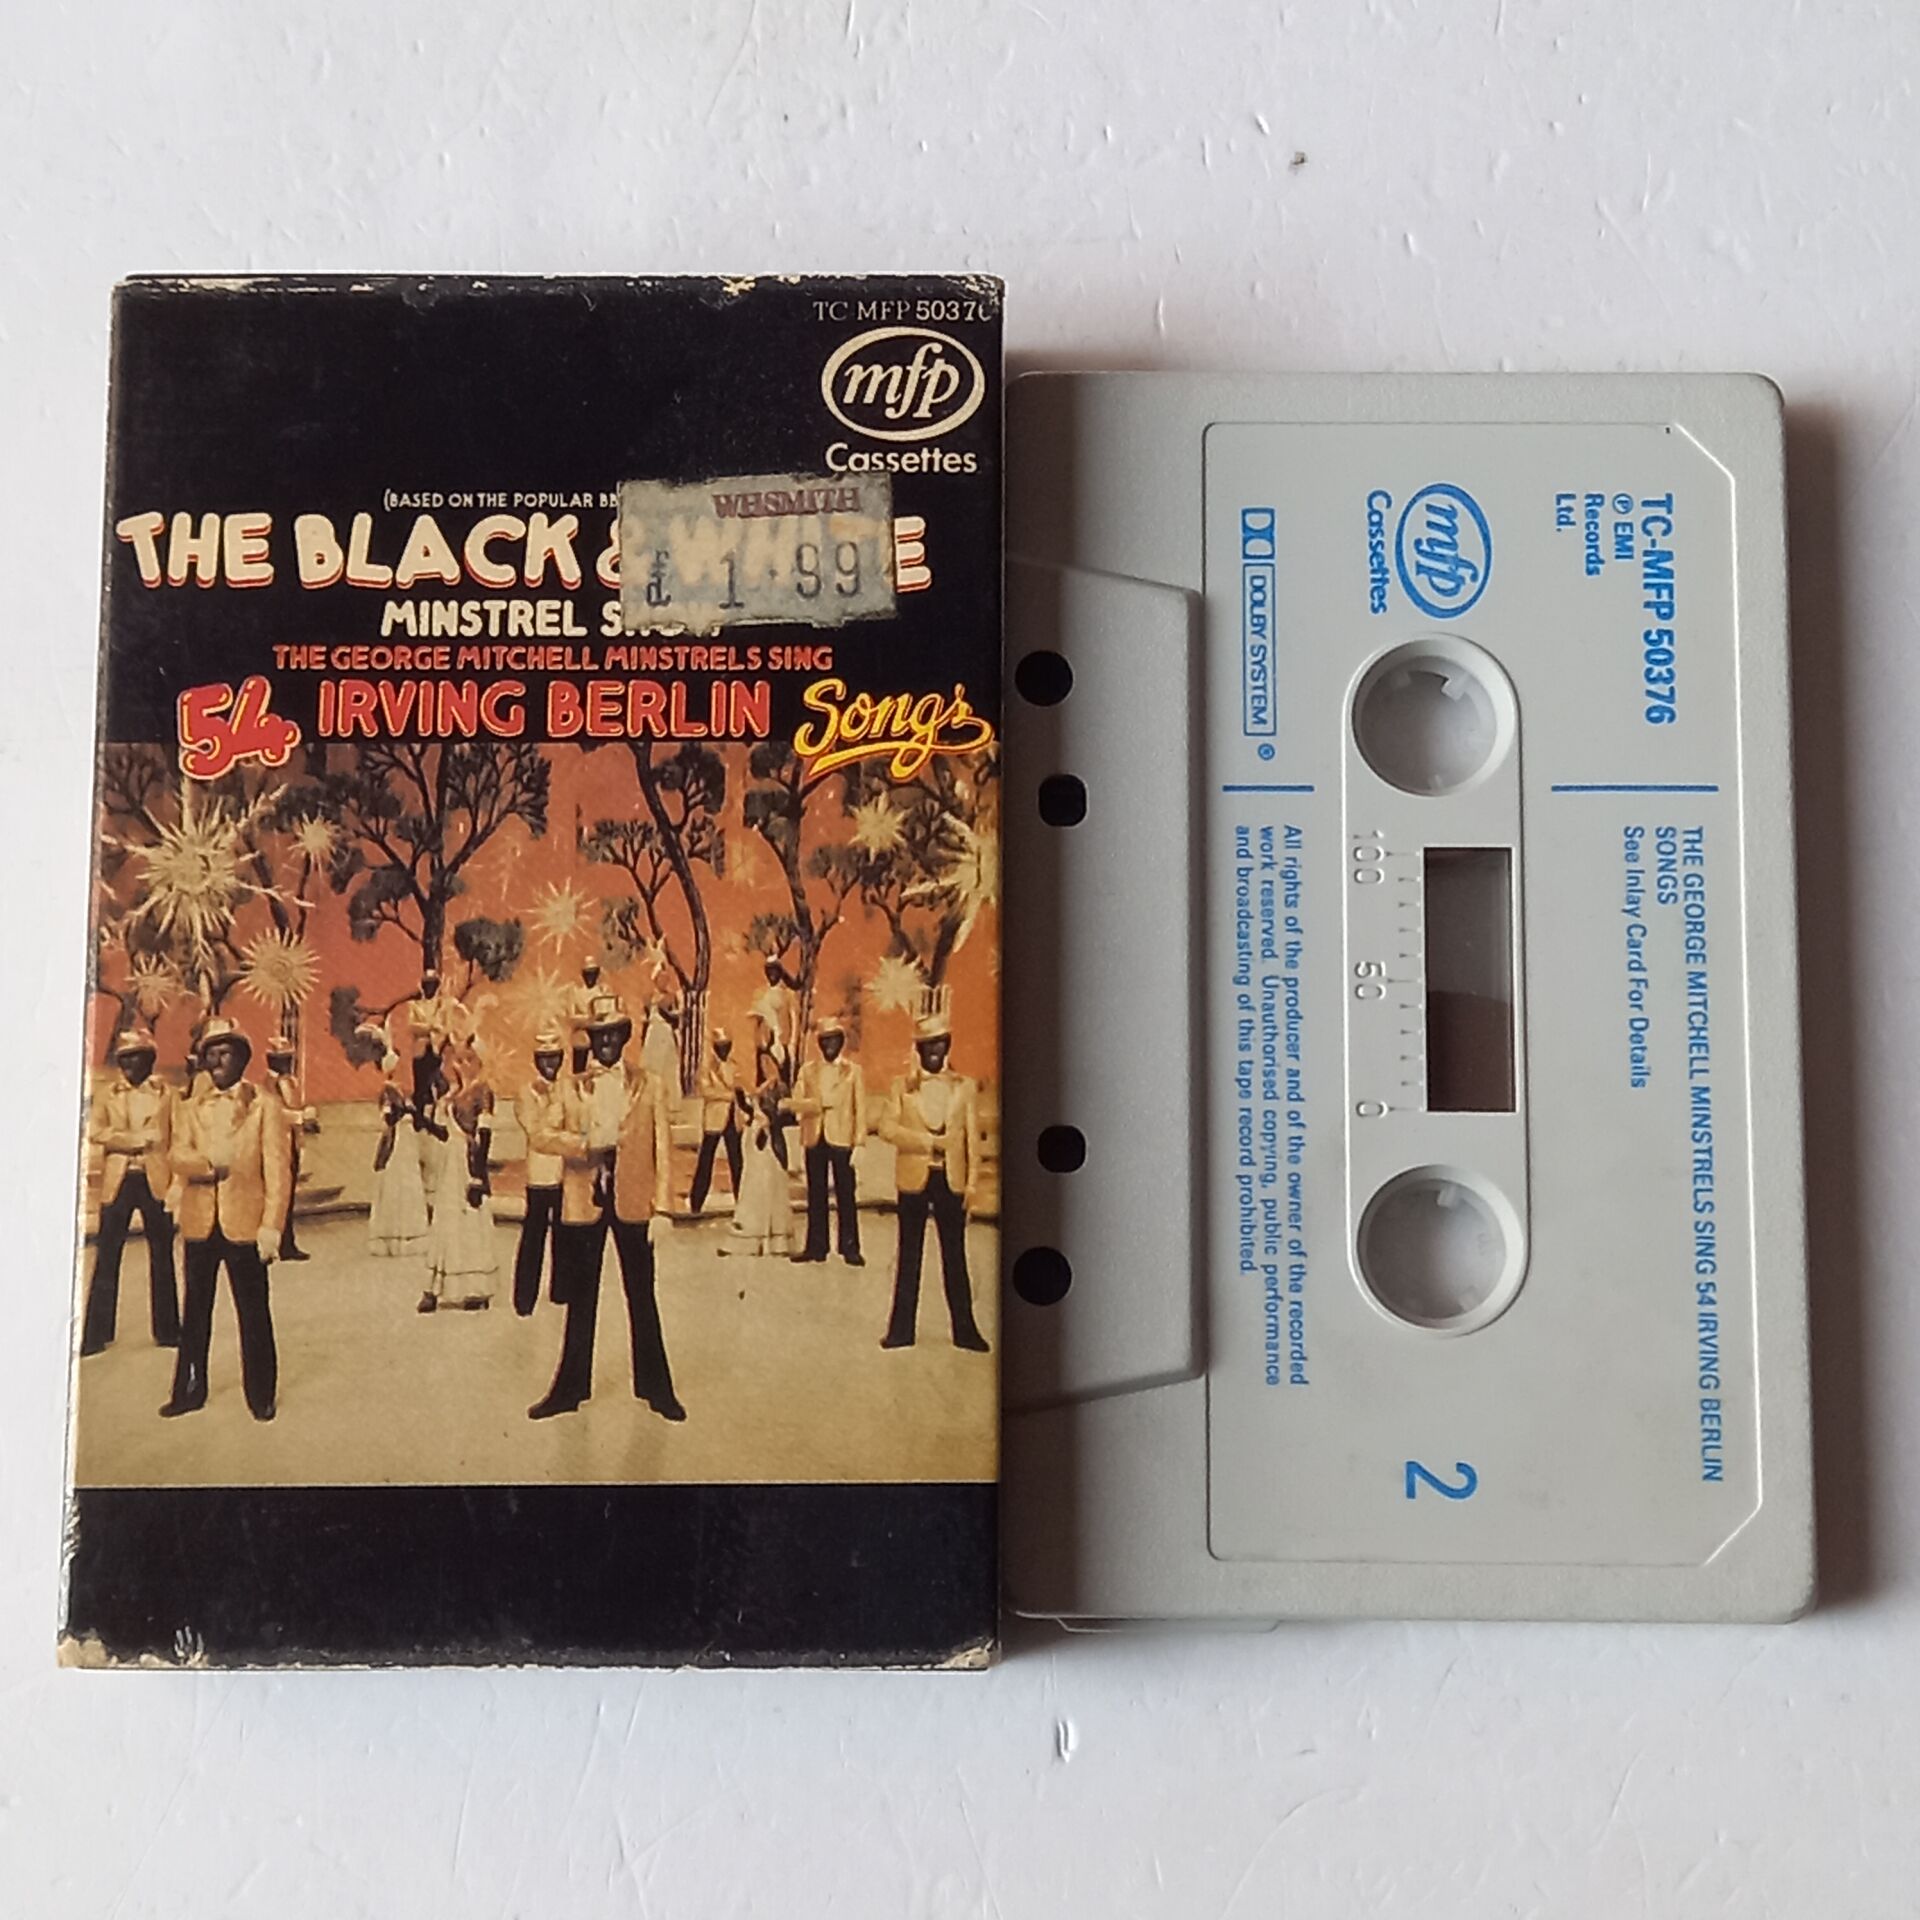 TC MFP 50376
mfp
Cassettes
(BASED ON THE POPULAR
WHSMITH
£ 1.99
THE BLACK & WHITE
MINSTREL SHOW
THE GEORGE MITCHELL MINSTRELS SING
54 IRVING BERLIN Songs
TC-MFP 50376
℗ EMI
Records
Ltd.
mfp
Cassettes
DOLBY SYSTEM ®
THE GEORGE MITCHELL MINSTRELS SING 54 IRVING BERLIN
SONGS
See Inlay Card For Details
100 50 0
All rights of the producer and of the owner of the recorded
work reserved. Unauthorised copying, public performance
and broadcasting of this tape record prohibited.
2